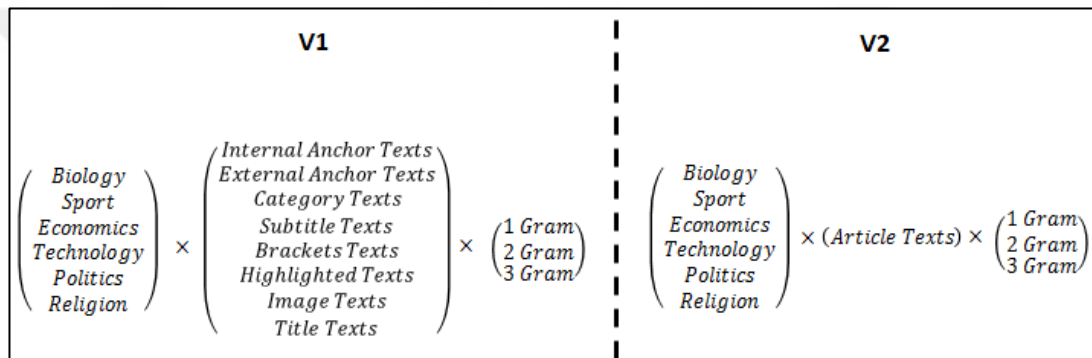 V1
Biology
Sport
Economics
Technology
Politics
Religion
×
Internal Anchor Texts
External Anchor Texts
Category Texts
Subtitle Texts
Brackets Texts
Highlighted Texts
Image Texts
Title Texts
×
1 Gram
2 Gram
3 Gram
V2
Biology
Sport
Economics
Technology
Politics
Religion
× (Article Texts) ×
1 Gram
2 Gram
3 Gram